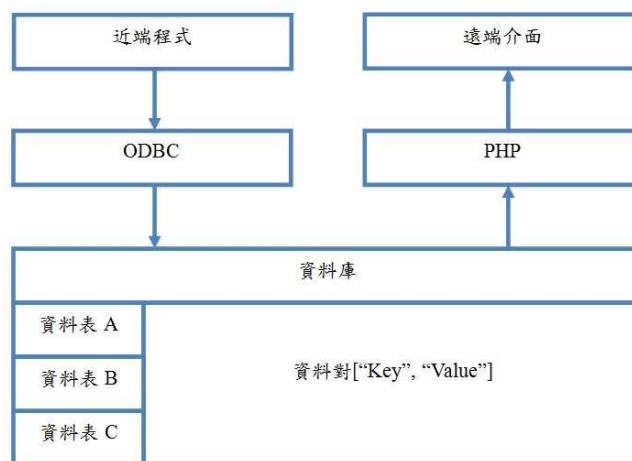 近端程式
遠端介面
ODBC
PHP
資料庫
資料表 A
資料表 B
資料表 C
資料對[“Key”, “Value”]